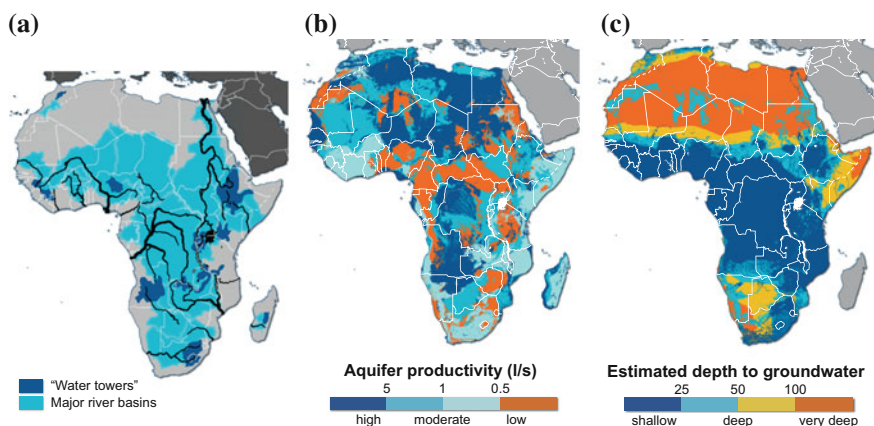 (a)
(b)
(c)
"Water towers"
Major river basins
Aquifer productivity (l/s)
5 1 0.5
high moderate low
Estimated depth to groundwater
25 50 100
shallow deep very deep